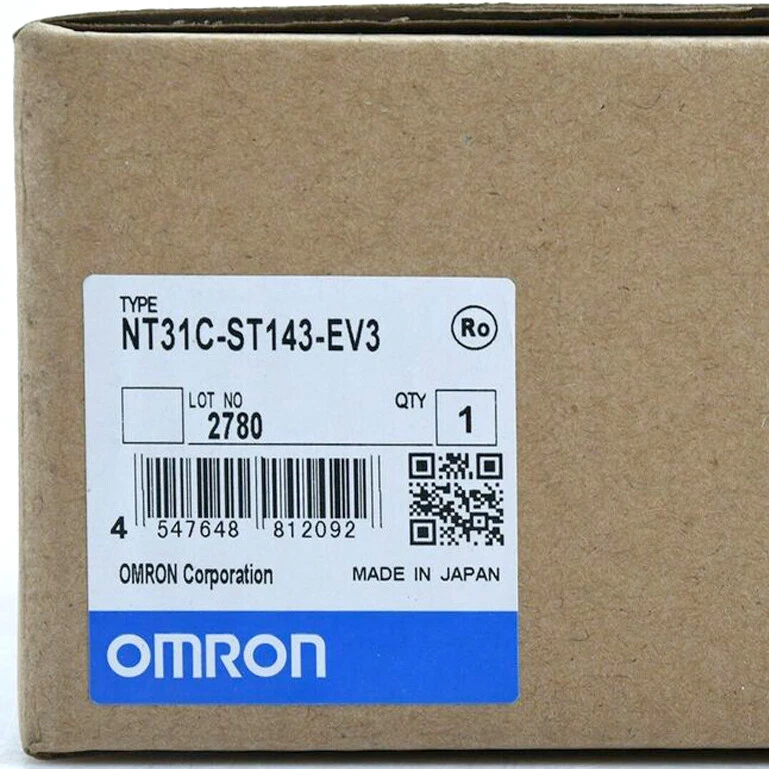 TYPE
NT31C-ST143-EV3
Ro
LOT NO
2780
QTY
1
4 547648 812092
OMRON Corporation
MADE IN JAPAN
OMRON